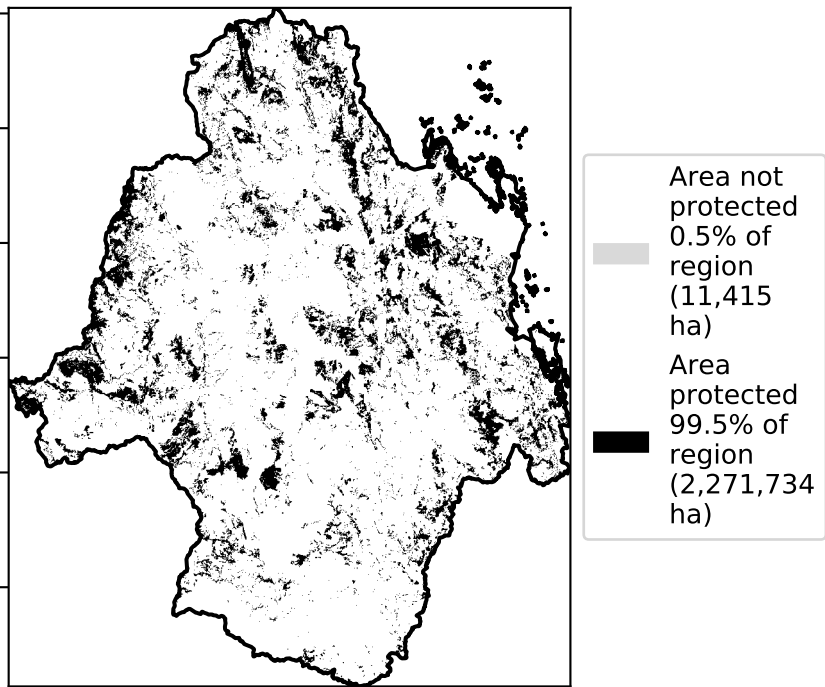 Area not
protected
0.5% of
region
(11,415
ha)
Area
protected
99.5% of
region
(2,271,734
ha)